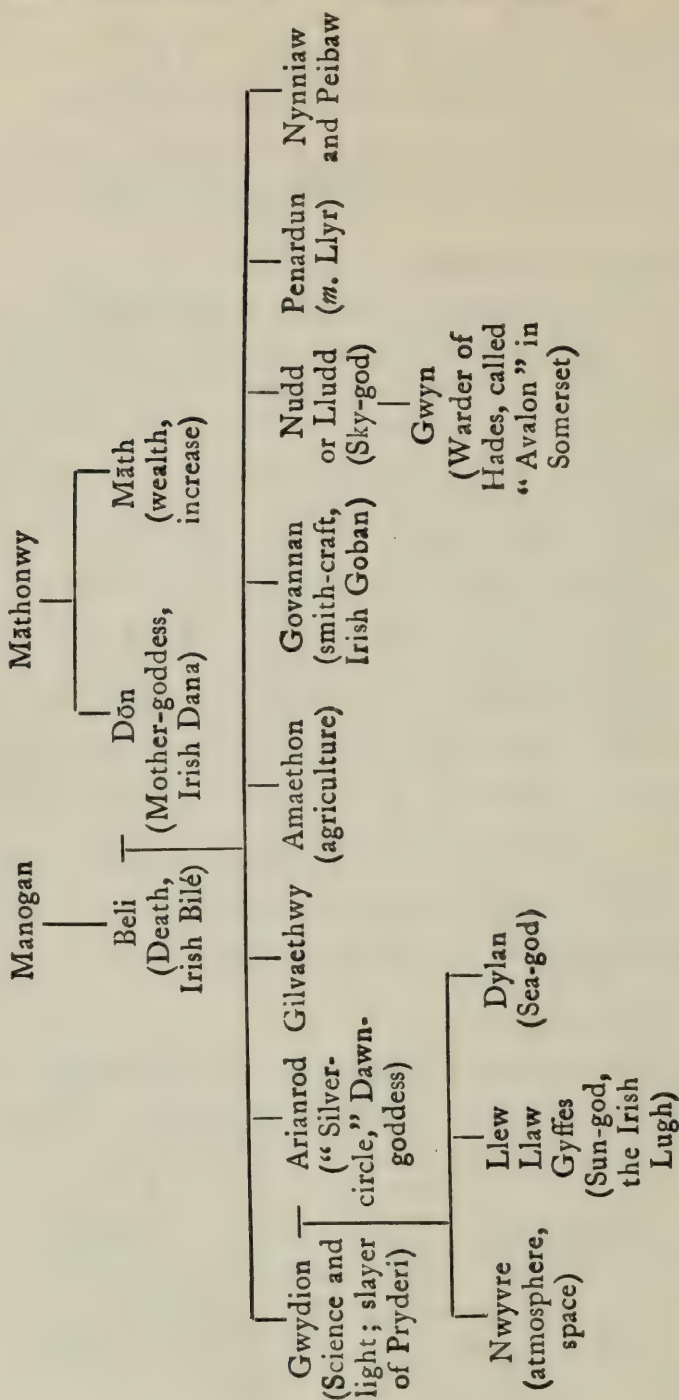 Manogan
Māthonwy
Beli
(Death,
Irish Bilé)
Dōn
(Mother-goddess,
Irish Dana)
Māth
(wealth,
increase)
Gwydion
(Science and
light; slayer
of Pryderi)
Arianrod
(“Silver-
circle,” Dawn-
goddess)
Gilvaethwy
Amaethon
(agriculture)
Govannan
(smith-craft,
Irish Goban)
Nudd
or Lludd
(Sky-god)
Penardun
(m. Llyr)
Nynniaw
and Peibaw
Gwyn
(Warder of
Hades, called
“Avalon” in
Somerset)
Nwyvre
(atmosphere,
space)
Llew
Llaw
Gyffes
(Sun-god,
the Irish
Lugh)
Dylan
(Sea-god)